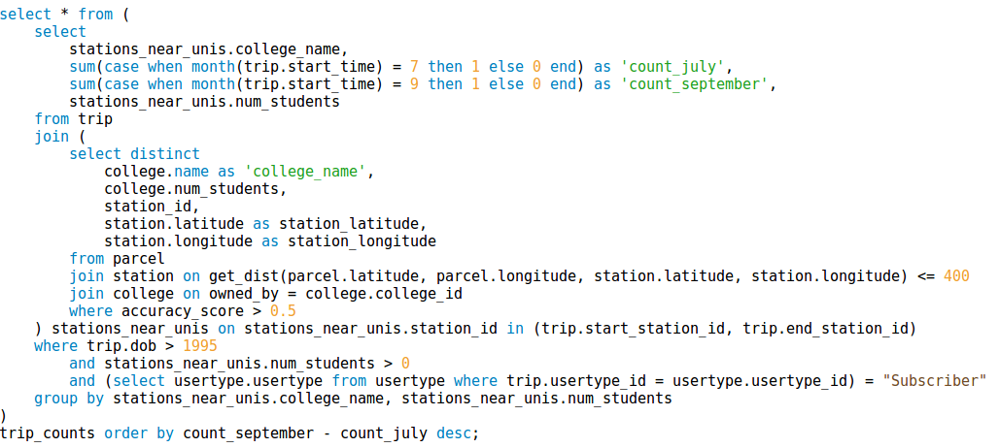 select * from (
    select
        stations_near_unis.college_name,
        sum(case when month(trip.start_time) = 7 then 1 else 0 end) as 'count_july',
        sum(case when month(trip.start_time) = 9 then 1 else 0 end) as 'count_september',
        stations_near_unis.num_students
    from trip
    join (
        select distinct
            college.name as 'college_name',
            college.num_students,
            station_id,
            station.latitude as station_latitude,
            station.longitude as station_longitude
        from parcel
        join station on get_dist(parcel.latitude, parcel.longitude, station.latitude, station.longitude) <= 400
        join college on owned_by = college.college_id
        where accuracy_score > 0.5
    ) stations_near_unis on stations_near_unis.station_id in (trip.start_station_id, trip.end_station_id)
    where trip.dob > 1995
        and stations_near_unis.num_students > 0
        and (select usertype.usertype from usertype where trip.usertype_id = usertype.usertype_id) = "Subscriber"
    group by stations_near_unis.college_name, stations_near_unis.num_students
)
trip_counts order by count_september - count_july desc;